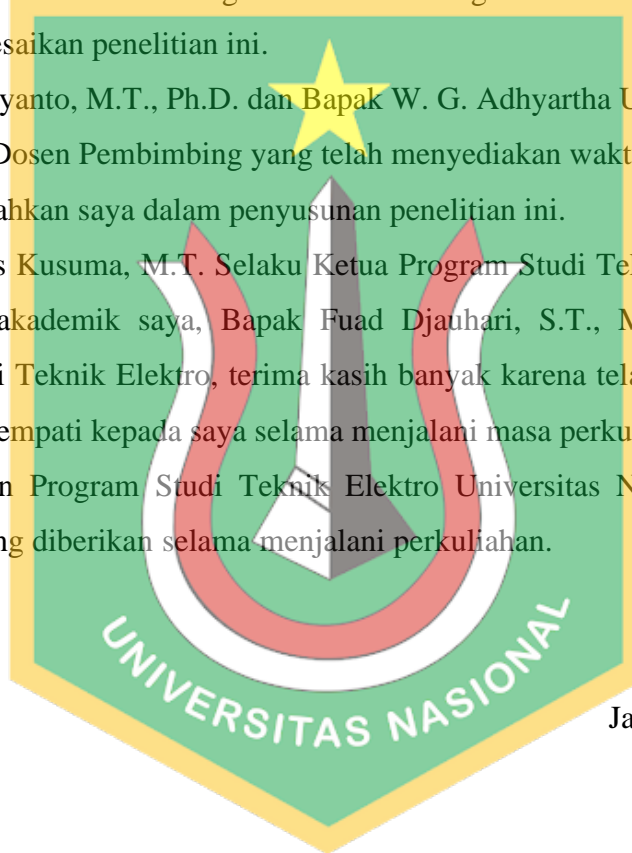 esaikan penelitian ini.
yanto, M.T., Ph.D. dan Bapak W. G. Adhyartha U
Dosen Pembimbing yang telah menyediakan wakt
ahkan saya dalam penyusunan penelitian ini.
s Kusuma, M.T. Selaku Ketua Program Studi Te
akademik saya, Bapak Fuad Djauhari, S.T., M
i Teknik Elektro, terima kasih banyak karena tela
empati kepada saya selama menjalani masa perku
n Program Studi Teknik Elektro Universitas N
ng diberikan selama menjalani perkuliahan.
UNIVERSITAS NASIONAL
Ja